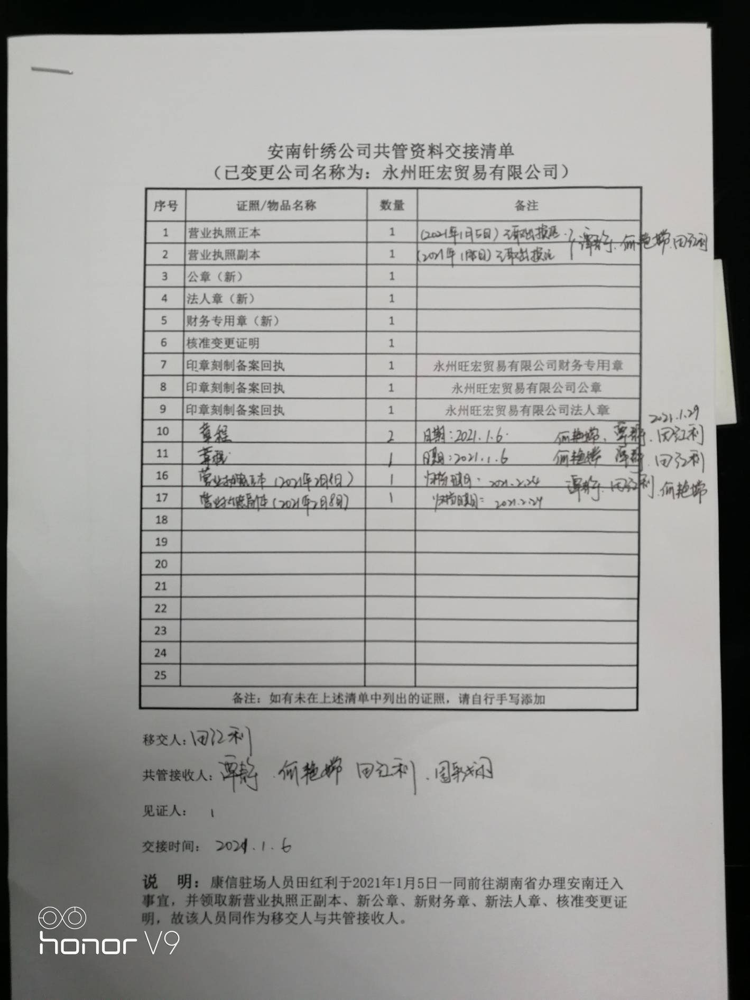 安南针绣公司共管资料交接清单
（已变更公司名称为：永州旺宏贸易有限公司）
序号 证照/物品名称 数量 备注
1 营业执照正本 1 (2021年1月5日) 已取出 谭静. 何艳嫦. 田红利
2 营业执照副本 1 (2021年1月5日) 已取出
3 公章（新） 1
4 法人章（新） 1
5 财务专用章（新） 1
6 核准变更证明 1
7 印章刻制备案回执 1 永州旺宏贸易有限公司财务专用章
8 印章刻制备案回执 1 永州旺宏贸易有限公司公章
9 印章刻制备案回执 1 永州旺宏贸易有限公司法人章
2021.1.29
10 章程 2 日期：2021.1.6. 何艳嫦. 谭静. 田红利
11 章程 1 日期：2021.1.6 何艳嫦 谭静. 田红利
16 营业执照正本 (2021年2月8日) 1 归档日期： 2021.2.24 谭静. 田红利. 何艳嫦
17 营业执照副本 (2021年2月8日) 1 归档日期： 2021.2.24
18
19
20
21
22
23
24
25
备注：如有未在上述清单中列出的证照，请自行手写添加
移交人：田红利
共管接收人：谭静. 何艳嫦 田红利.
见证人：
交接时间： 2021.1.6
说 明：康信驻场人员田红利于2021年1月5日一同前往湖南省办理安南迁入
事宜，并领取新营业执照正副本、新公章、新财务章、新法人章、核准变更证
明，故该人员同作为移交人与共管接收人。
honor V9